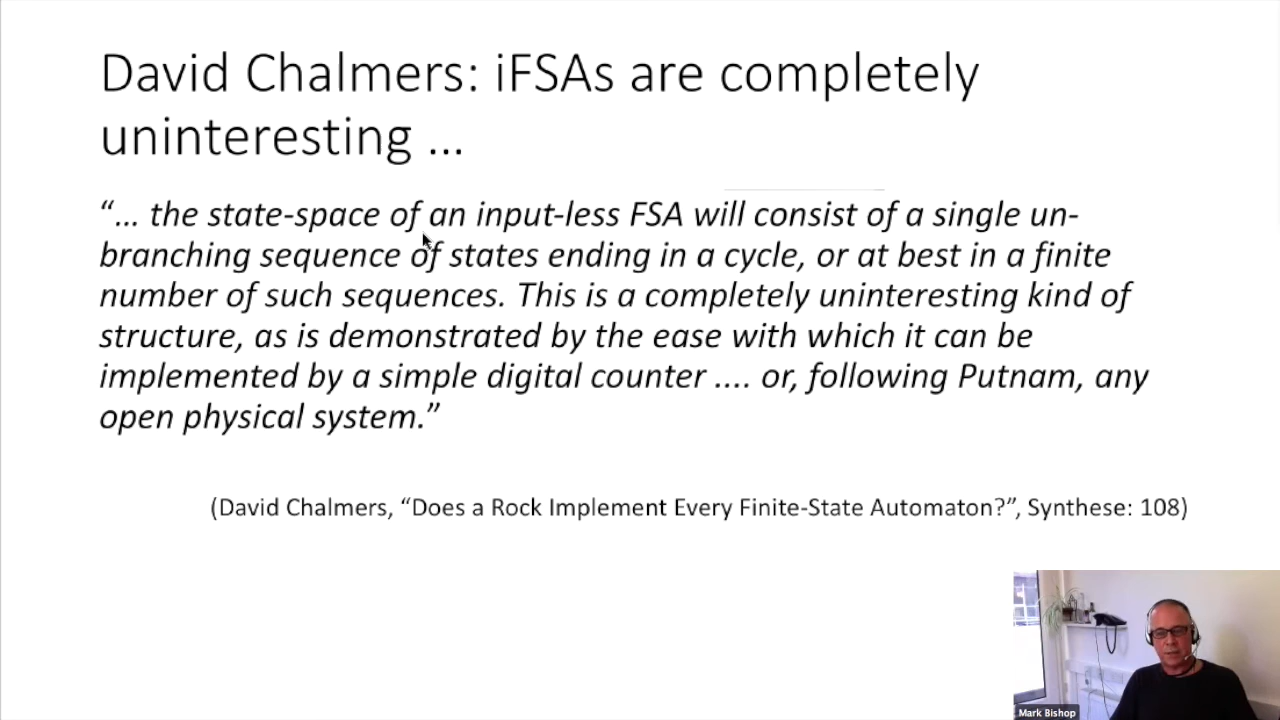 David Chalmers: iFSAs are completely
uninteresting ...
“... the state-space of an input-less FSA will consist of a single un-
branching sequence of states ending in a cycle, or at best in a finite
number of such sequences. This is a completely uninteresting kind of
structure, as is demonstrated by the ease with which it can be
implemented by a simple digital counter .... or, following Putnam, any
open physical system.”
(David Chalmers, “Does a Rock Implement Every Finite-State Automaton?”, Synthese: 108)
Mark Bishop